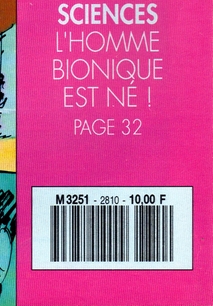 SCIENCES
L'HOMME
BIONIQUE
EST NÉ !
PAGE 32
M 3251 - 2810 - 10,00 F